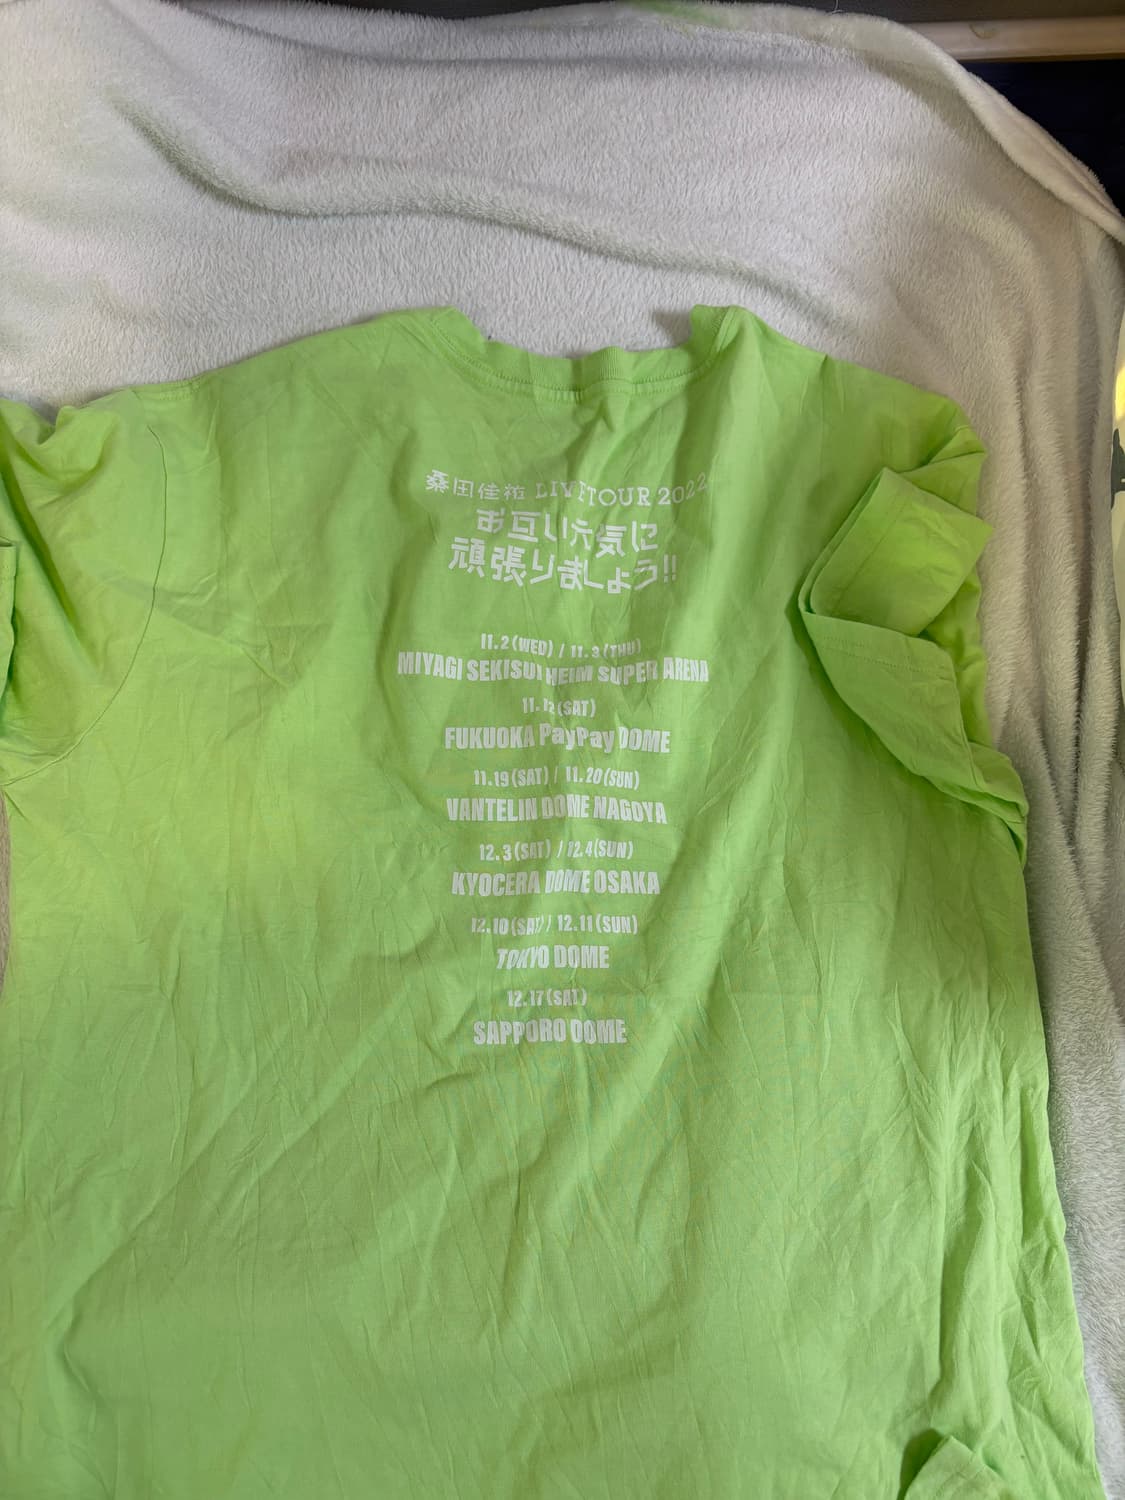 桑田佳祐 LIVE TOUR 2022
お互い元気に
頑張りましょう!!
11.2(WED) / 11.3(THU)
MIYAGI SEKISUI HEIM SUPER ARENA
11.12(SAT)
FUKUOKA PayPay DOME
11.19(SAT) / 11.20(SUN)
VANTELIN DOME NAGOYA
12.3(SAT) / 12.4(SUN)
KYOCERA DOME OSAKA
12.10(SAT) / 12.11(SUN)
TOKYO DOME
12.17(SAT)
SAPPORO DOME